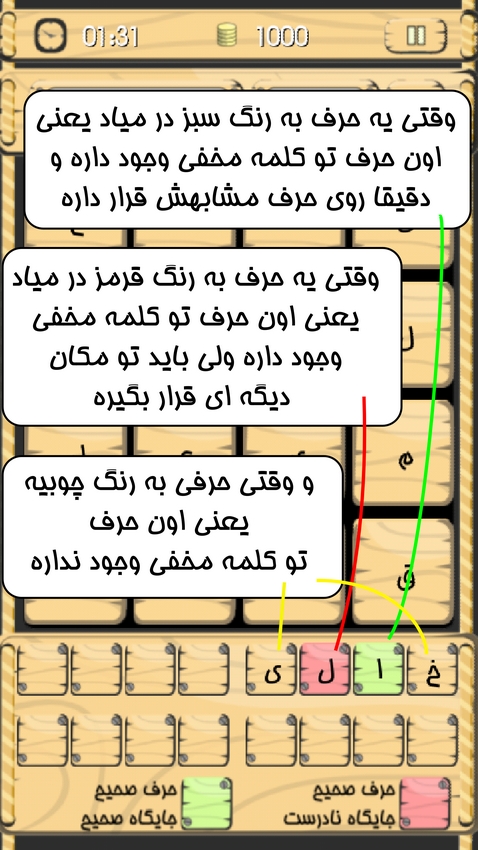 01:31
1000
وقتی یه حرف به رنگ سبز در میاد یعنی
اون حرف تو کلمه مخفی وجود داره و
دقیقا روی حرف مشابهش قرار داره
وقتی یه حرف به رنگ قرمز در میاد
یعنی اون حرف تو کلمه مخفی
وجود داره ولی باید تو مکان
دیگه ای قرار بگیره
ل
م
و وقتی حرفی به رنگ چوبیه
یعنی اون حرف
تو کلمه مخفی وجود نداره
ق
خ ا ل ی
حرف صحیح
جایگاه نادرست
حرف صحیح
جایگاه صحیح